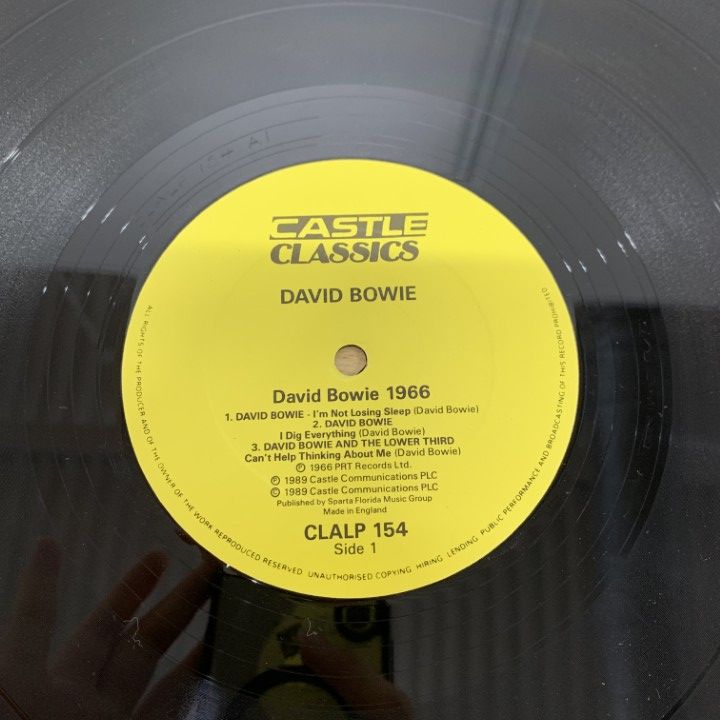 CASTLE
CLASSICS
DAVID BOWIE
David Bowie 1966
1. DAVID BOWIE - I'm Not Losing Sleep (David Bowie)
2. DAVID BOWIE
I Dig Everything (David Bowie)
3. DAVID BOWIE AND THE LOWER THIRD
Can't Help Thinking About Me (David Bowie)
℗ 1966 PRT Records Ltd.
℗ 1989 Castle Communications PLC
© 1989 Castle Communications PLC
Published by Sparta Florida Music Group
Made in England
CLALP 154
Side 1
ALL RIGHTS OF THE PRODUCER AND OF THE OWNER OF THE WORK REPRODUCED RESERVED. UNAUTHORISED COPYING, HIRING, LENDING, PUBLIC PERFORMANCE AND BROADCASTING OF THIS RECORD PROHIBITED